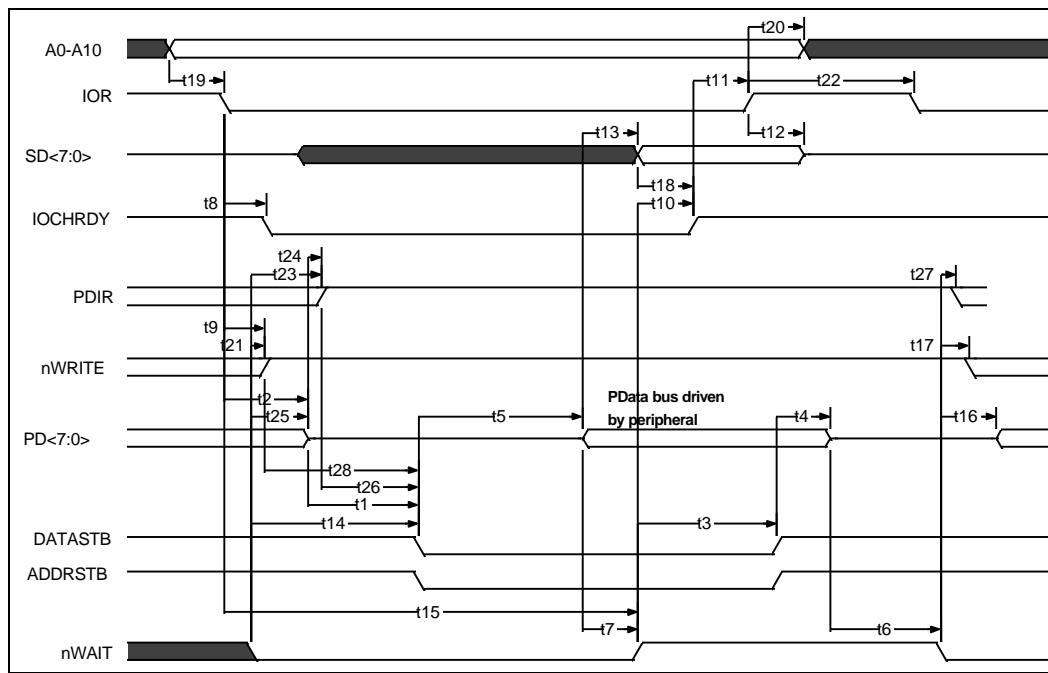 t20
A0-A10
t19
t11
t22
IOR
t13
t12
SD<7:0>
t18
t8
t10
IOCHRDY
t24
t23
t27
PDIR
t9
t21
t17
nWRITE
t2
PData bus driven
by peripheral
t25
t5
t4
t16
PD<7:0>
t28
t26
t1
t14
t3
DATASTB
ADDRSTB
t15
t7
t6
nWAIT